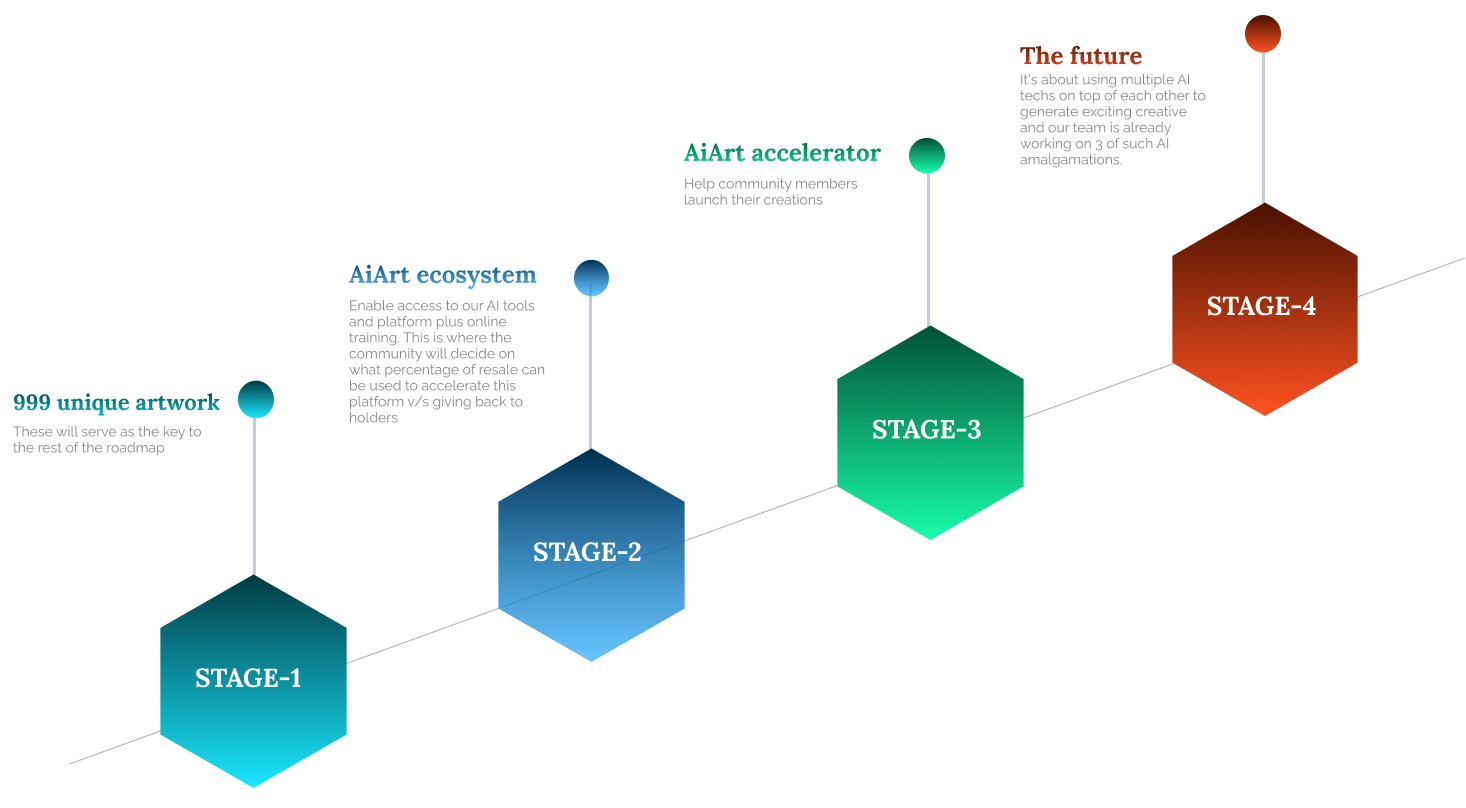 999 unique artwork
These will serve as the key to
the rest of the roadmap
STAGE-1
AiArt ecosystem
Enable access to our AI tools
and platform plus online
training. This is where the
community will decide on
what percentage of resale can
be used to accelerate this
platform v/s giving back to
holders
STAGE-2
AiArt accelerator
Help community members
launch their creations
STAGE-3
The future
It's about using multiple AI
techs on top of each other to
generate exciting creative
and our team is already
working on 3 of such AI
amalgamations.
STAGE-4